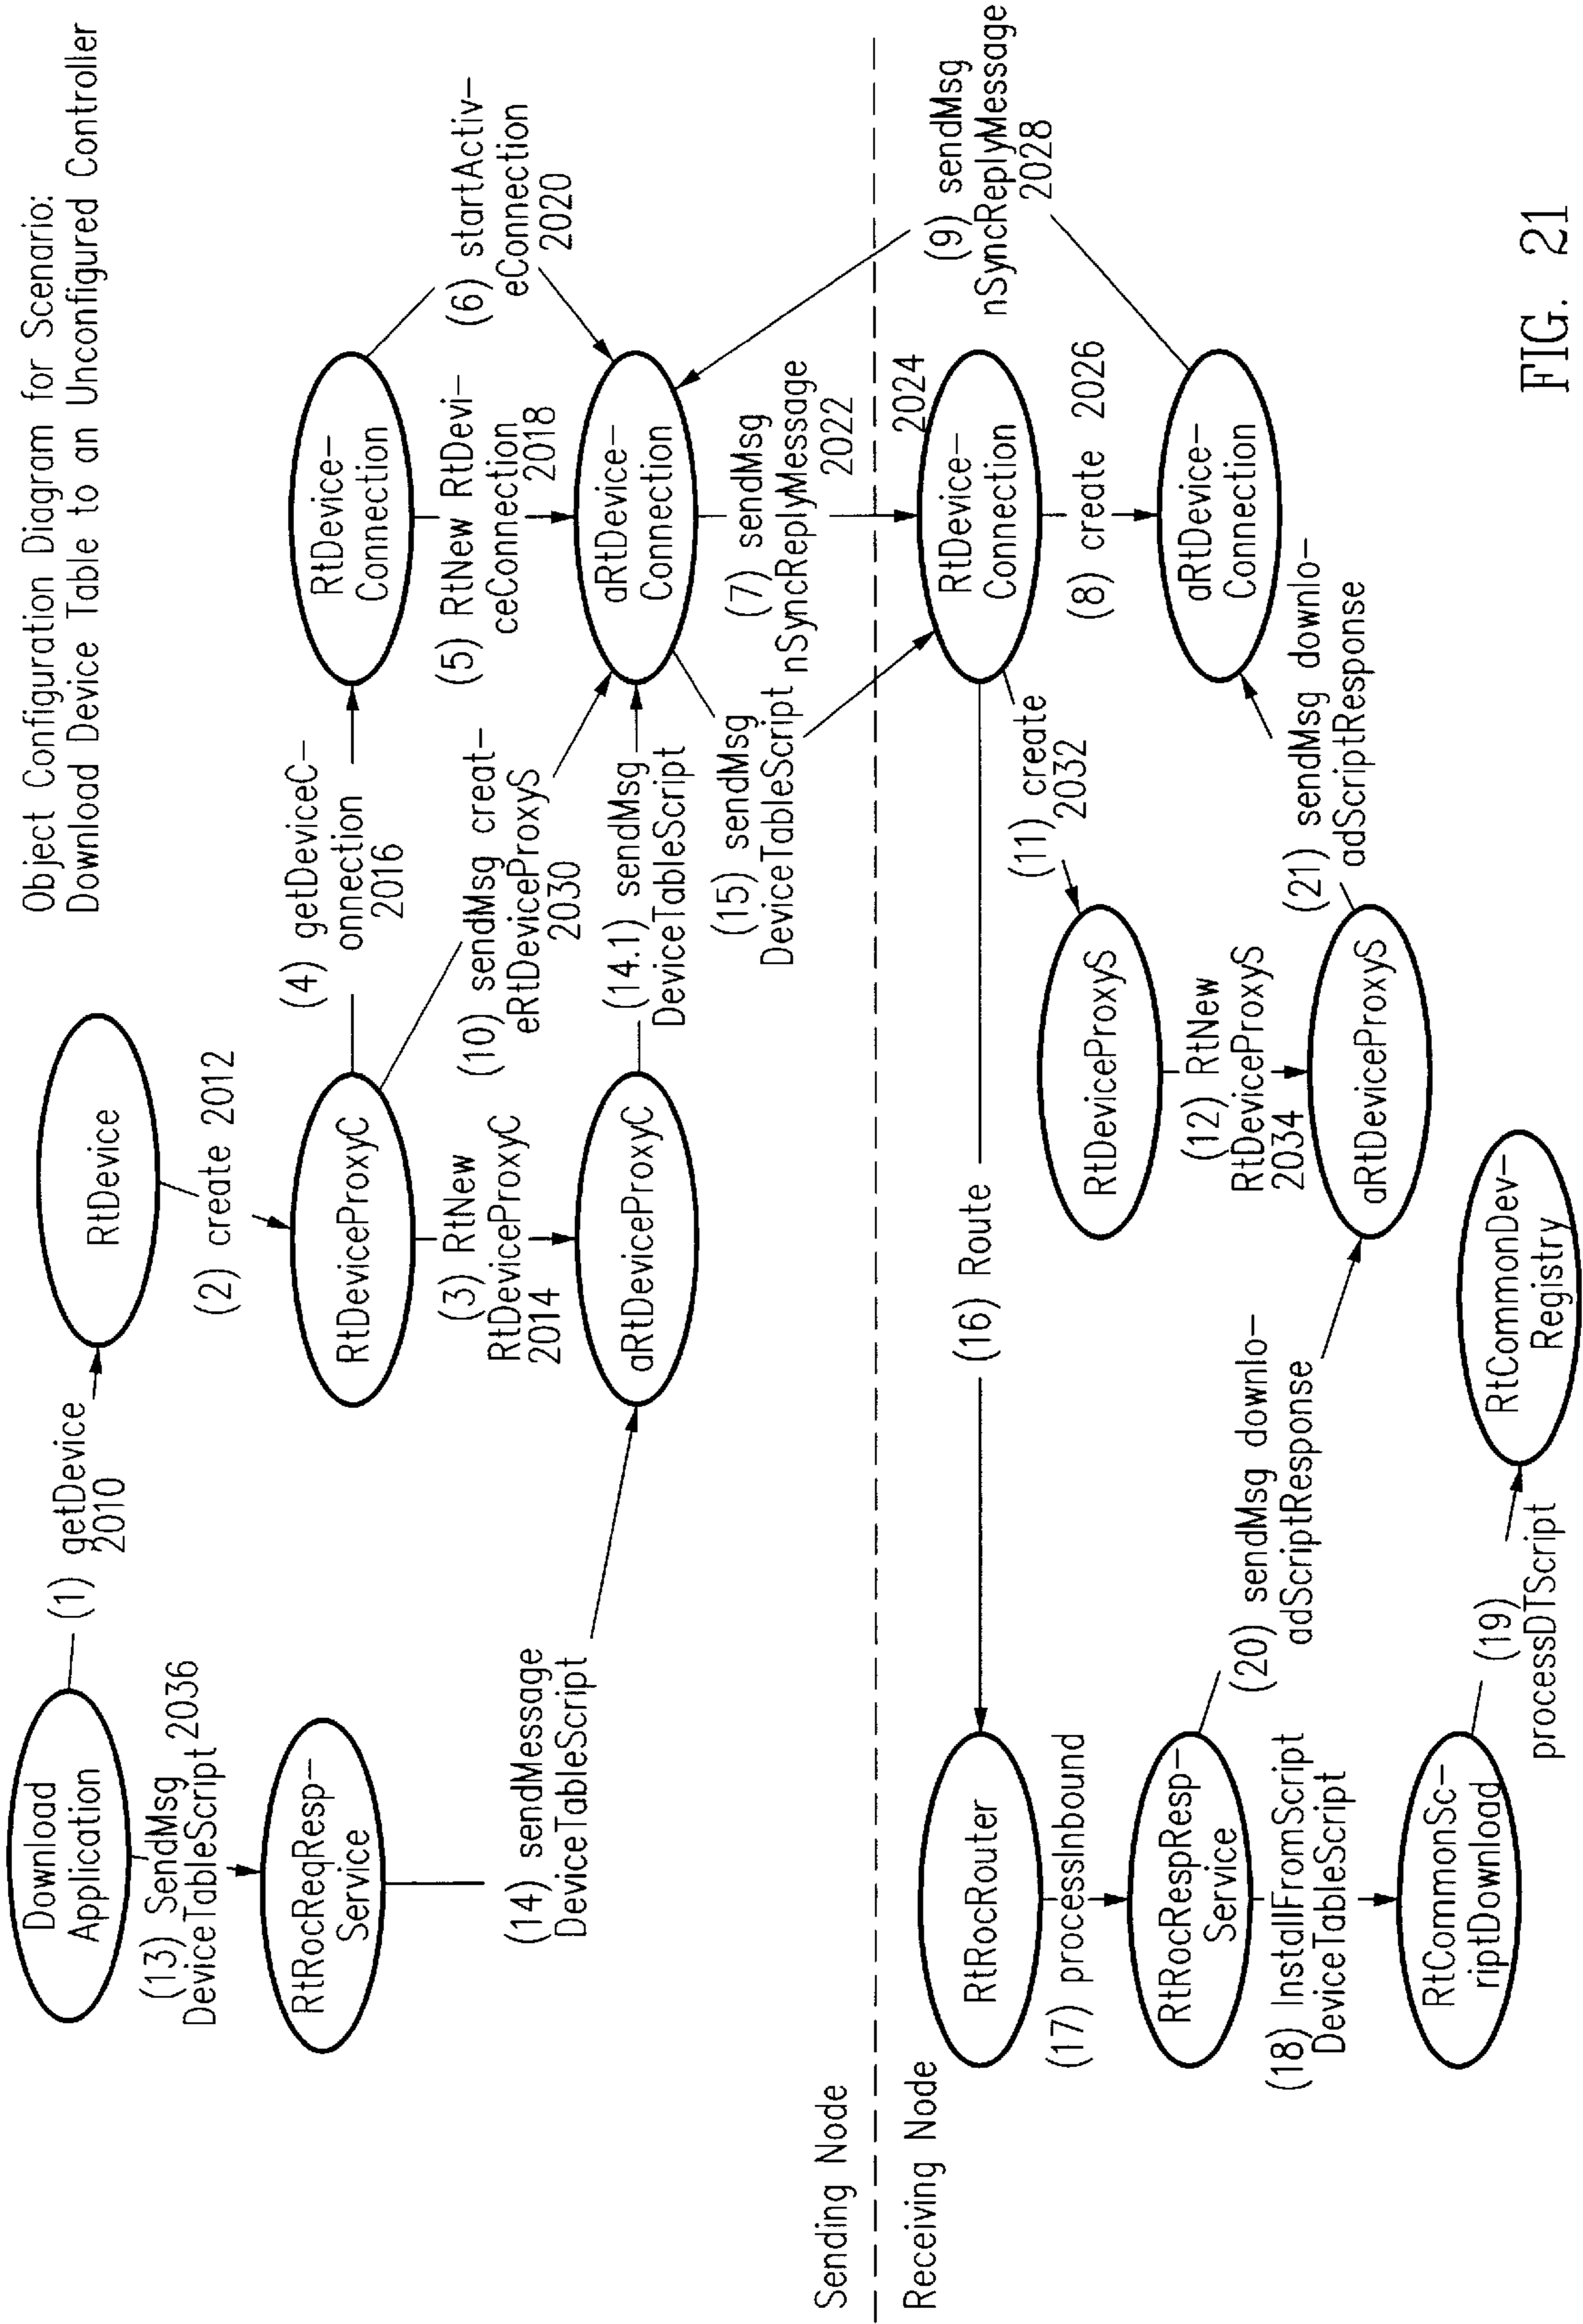 Object Configuration Diagram for Scenario:
Download Device Table to an Unconfigured Controller
Download
Application
(1) getDevice
2010
RtDevice
(2) create 2012
(13) SendMsg
DeviceTableScript 2036
RtRocReqResp-
Service
RtDeviceProxyC
(4) getDeviceC-
onnection
2016
RtDevice-
Connection
(6) startActiv-
eConnection
2020
(3) RtNew
RtDeviceProxyC
2014
(10) sendMsg creat-
eRtDeviceProxyS
2030
(5) RtNew RtDevi-
ceConnection
2018
(14) sendMessage
DeviceTableScript
aRtDeviceProxyC
(14.1) sendMsg
DeviceTableScript
aRtDevice-
Connection
(15) sendMsg
DeviceTableScript
(7) sendMsg
nSyncReplyMessage
2022
Sending Node
Receiving Node
2024
(9) sendMsg
nSyncReplyMessage
2028
RtRocRouter
(16) Route
RtDevice-
Connection
(11) create
2032
(8) create 2026
(17) processInbound
RtDeviceProxyS
RtRocRespResp-
Service
(12) RtNew
RtDeviceProxyS
2034
aRtDevice-
Connection
(20) sendMsg downlo-
adScriptResponse
(21) sendMsg downlo-
adScriptResponse
(18) InstallFromScript
DeviceTableScript
aRtDeviceProxyS
RtCommonSc-
riptDownload
(19)
processDTScript
RtCommonDev-
Registry
FIG. 21